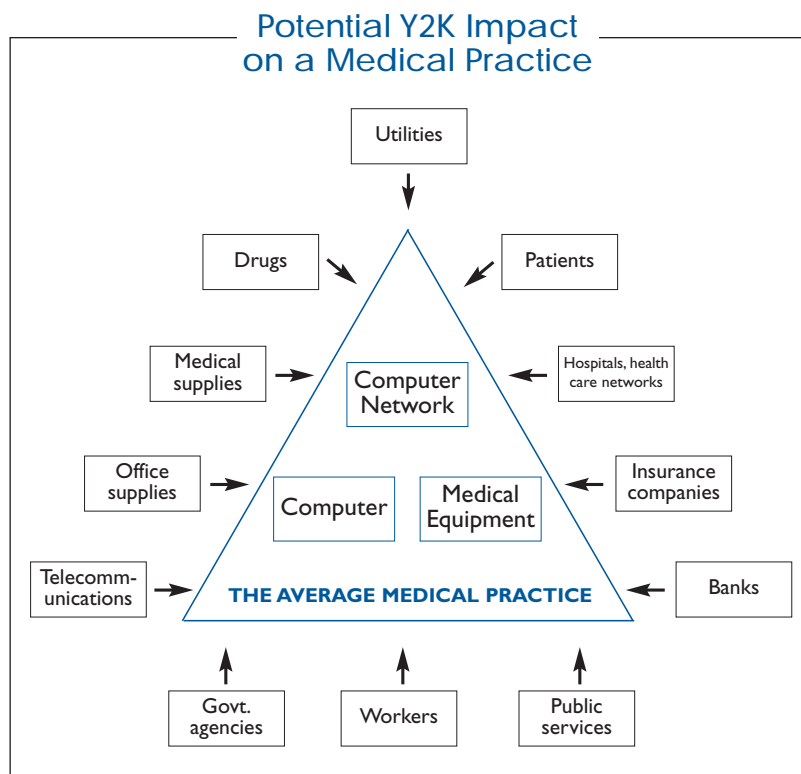 Potential Y2K Impact
on a Medical Practice
Utilities
Drugs
Patients
Medical
supplies
Hospitals, health
care networks
Computer
Network
Office
supplies
Insurance
companies
Computer
Medical
Equipment
Telecomm-
unications
Banks
THE AVERAGE MEDICAL PRACTICE
Govt.
agencies
Workers
Public
services